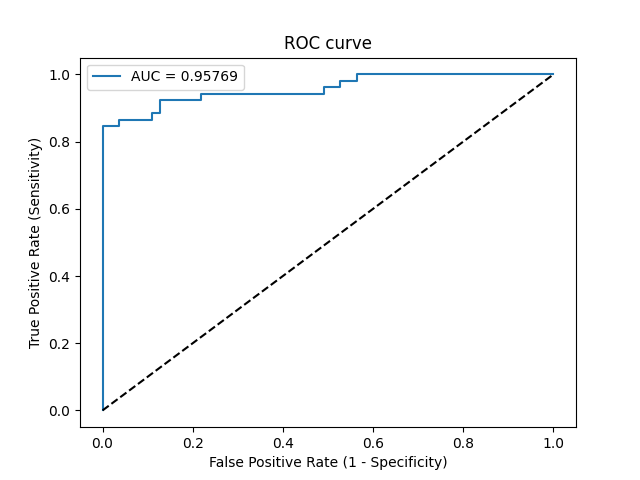 ROC curve
AUC = 0.95769
True Positive Rate (Sensitivity)
1.0
0.8
0.6
0.4
0.2
0.0
0.0 0.2 0.4 0.6 0.8 1.0
False Positive Rate (1 - Specificity)